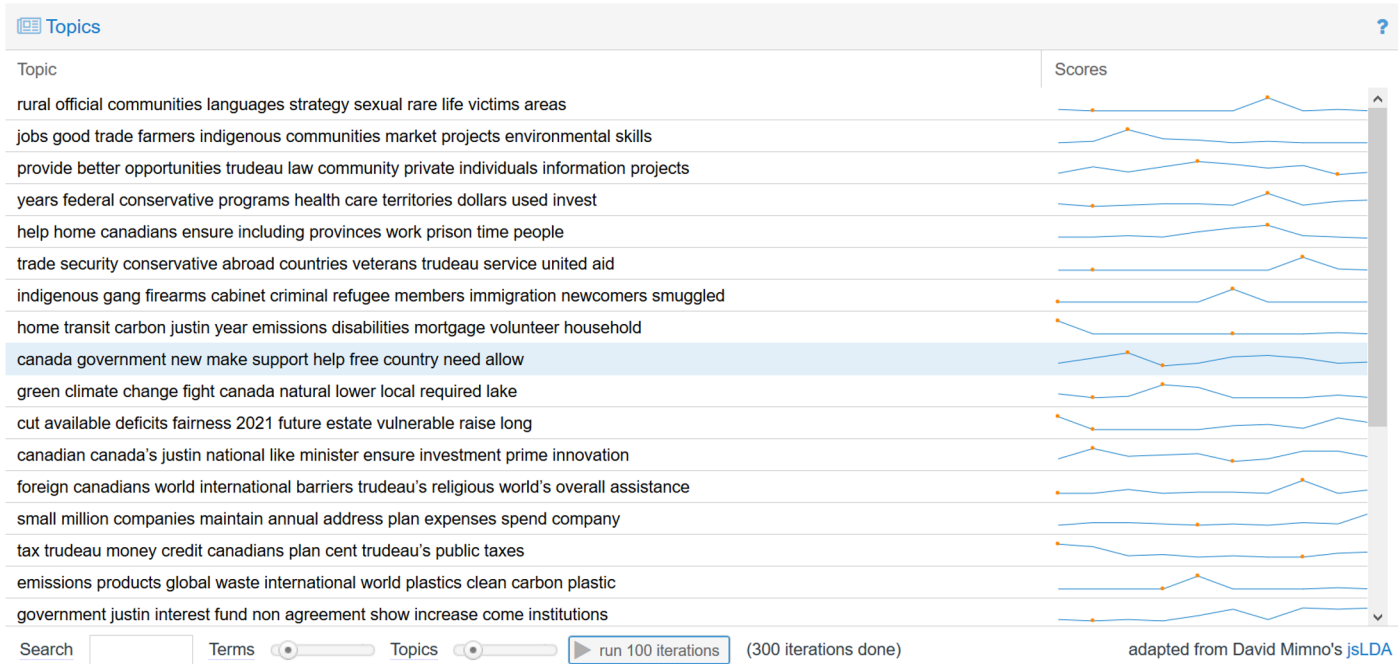 Topics ?
Topic Scores
rural official communities languages strategy sexual rare life victims areas
jobs good trade farmers indigenous communities market projects environmental skills
provide better opportunities trudeau law community private individuals information projects
years federal conservative programs health care territories dollars used invest
help home canadians ensure including provinces work prison time people
trade security conservative abroad countries veterans trudeau service united aid
indigenous gang firearms cabinet criminal refugee members immigration newcomers smuggled
home transit carbon justin year emissions disabilities mortgage volunteer household
canada government new make support help free country need allow
green climate change fight canada natural lower local required lake
cut available deficits fairness 2021 future estate vulnerable raise long
canadian canada’s justin national like minister ensure investment prime innovation
foreign canadians world international barriers trudeau’s religious world’s overall assistance
small million companies maintain annual address plan expenses spend company
tax trudeau money credit canadians plan cent trudeau’s public taxes
emissions products global waste international world plastics clean carbon plastic
government justin interest fund non agreement show increase come institutions
Search Terms Topics run 100 iterations (300 iterations done) adapted from David Mimno's jsLDA